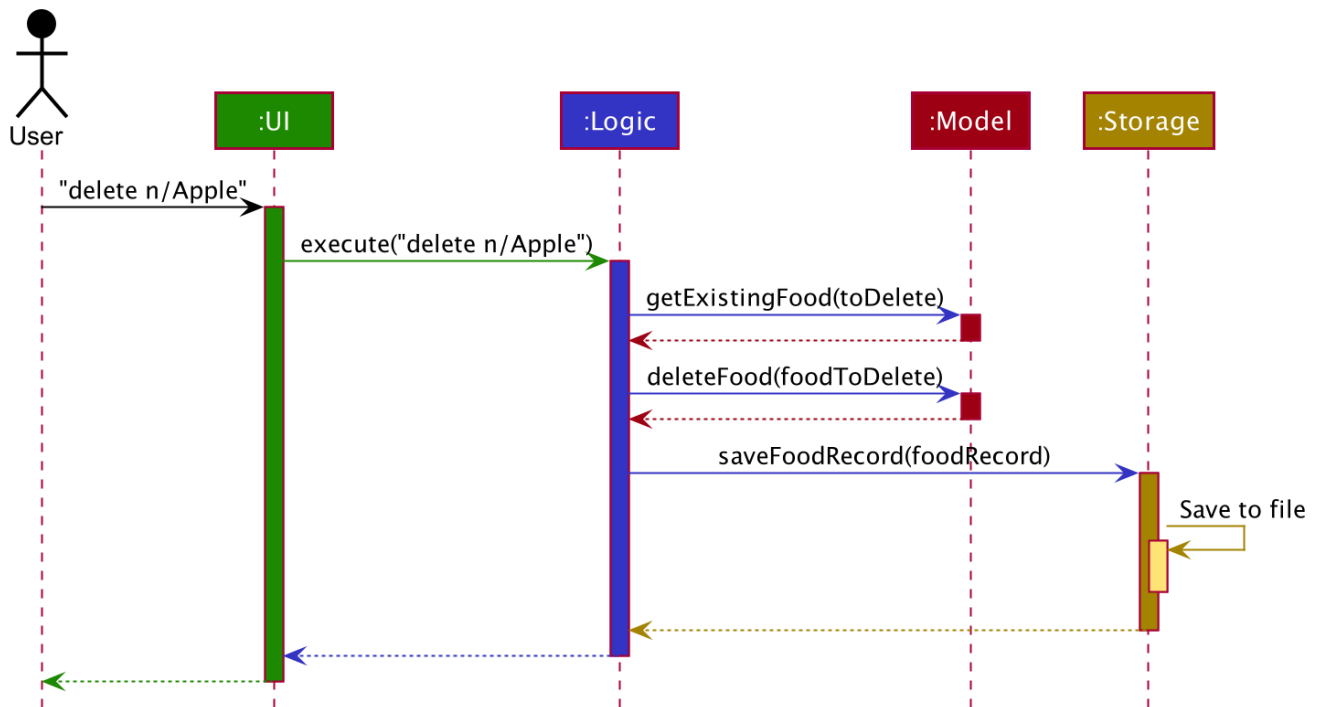 User
:UI
:Logic
:Model
:Storage
"delete n/Apple"
execute("delete n/Apple")
getExistingFood(toDelete)
deleteFood(foodToDelete)
saveFoodRecord(foodRecord)
Save to file